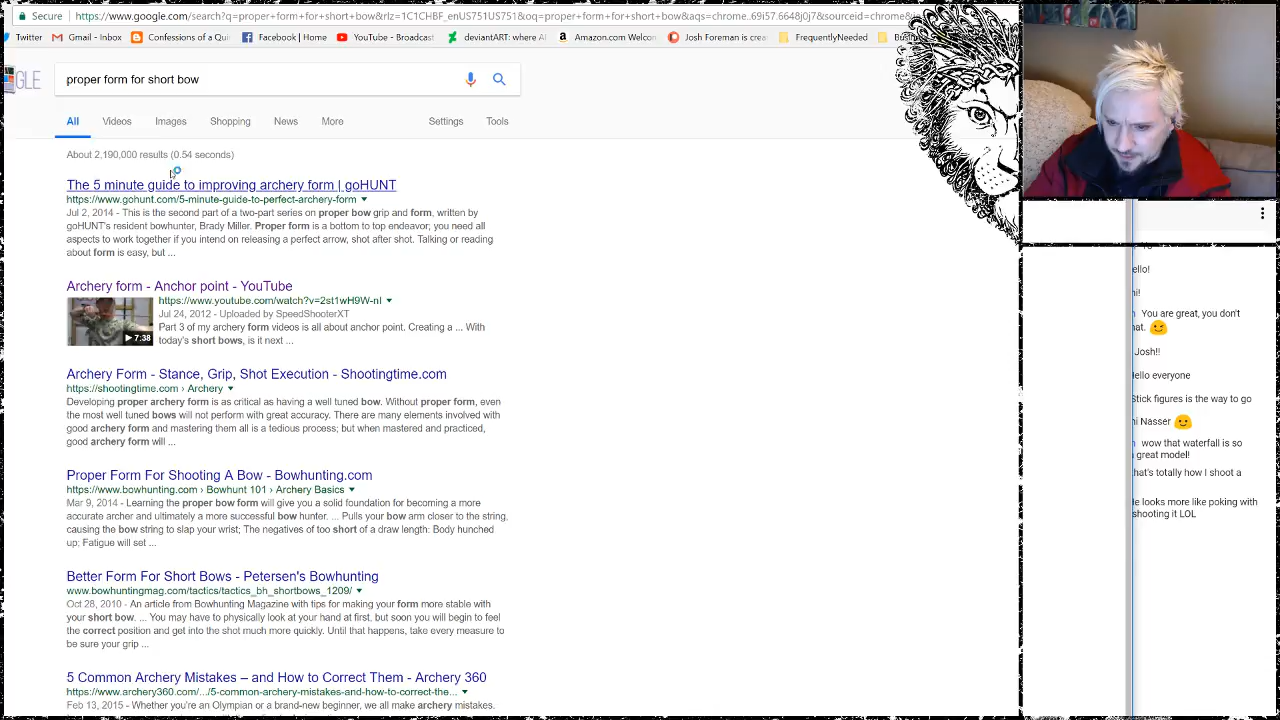 Secure https://www.google.com/search?q=proper+form+for+short+bow&rlz=1C1CHBF_enUS751US751&oq=proper+form+for+short+bow&aqs=chrome..69i57.6648j0j7&sourceid=chrome&
Twitter Gmail - Inbox Confessions of a Qui Facebook | Home YouTube - Broadcast deviantART: where A Amazon.com Welcon Josh Foreman is creat FrequentlyNeeded Busi
GLE proper form for short bow
All Videos Images Shopping News More Settings Tools
About 2,190,000 results (0.54 seconds)
The 5 minute guide to improving archery form | goHUNT
https://www.gohunt.com/5-minute-guide-to-perfect-archery-form
Jul 2, 2014 - This is the second part of a two-part series on proper bow grip and form, written by
goHUNT's resident bowhunter, Brady Miller. Proper form is a bottom to top endeavor; you need all
aspects to work together if you intend on releasing a perfect arrow, shot after shot. Talking or reading
about form is easy, but ...
Archery form - Anchor point - YouTube
https://www.youtube.com/watch?v=2st1wH9W-nI
Jul 24, 2012 - Uploaded by SpeedShooterXT
Part 3 of my archery form videos is all about anchor point. Creating a ... With
today's short bows, is it next ...
7:38
Archery Form - Stance, Grip, Shot Execution - Shootingtime.com
https://shootingtime.com › Archery
Developing proper archery form is as critical as having a well tuned bow. Without proper form, even
the most well tuned bows will not perform with great accuracy. There are many elements involved with
good archery form and mastering them all is a tedious process; but when mastered and practiced,
good archery form will ...
Proper Form For Shooting A Bow - Bowhunting.com
https://www.bowhunting.com › Bowhunt 101 › Archery Basics
Mar 9, 2014 - Learning the proper bow form will give you a solid foundation for becoming a more
accurate archer and ultimately a more successful bow hunter. ... Pulls your bow arm closer to the string,
causing the bow string to slap your wrist; The negatives of too short of a draw length: Body hunched
up; Fatigue will set ...
Better Form For Short Bows - Petersen's Bowhunting
www.bowhuntingmag.com/tactics/tactics_bh_shortbows_1209/
Oct 28, 2010 - An article from Bowhunting Magazine with tips for making your form more stable with
your short bow. ... You may have to physically look at your hand at first, but soon you will begin to feel
the correct position and get into the shot much more quickly. Until that happens, take every measure to
be sure your grip ...
5 Common Archery Mistakes – and How to Correct Them - Archery 360
https://www.archery360.com/.../5-common-archery-mistakes-and-how-to-correct-the...
Feb 13, 2015 - Whether you're an Olympian or a brand-new beginner, we all make archery mistakes.
ello!
ni!
You are great, you don't
hat.
Josh!!
ello everyone
Stick figures is the way to go
ni Nasser
wow that waterfall is so
great model!
hat's totally how I shoot a
e looks more like poking with
shooting it LOL